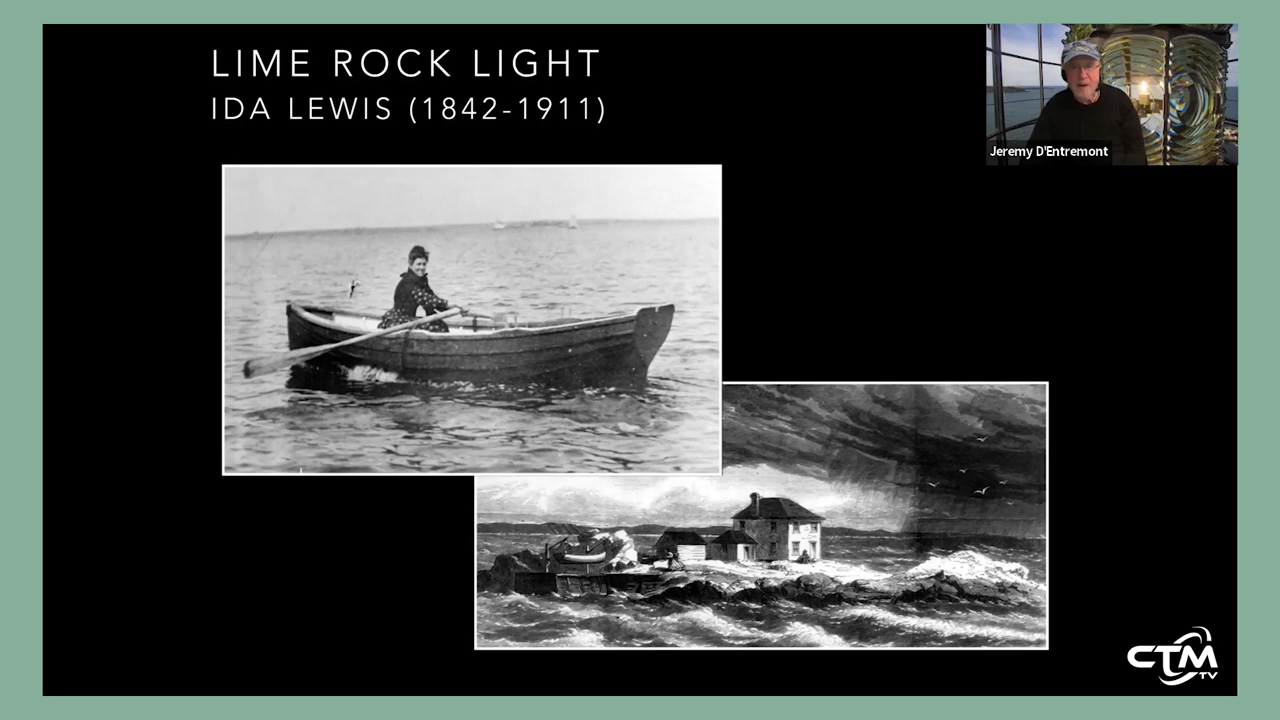 LIME ROCK LIGHT
IDA LEWIS (1842-1911)
Jeremy D'Entremont
CTM
TV